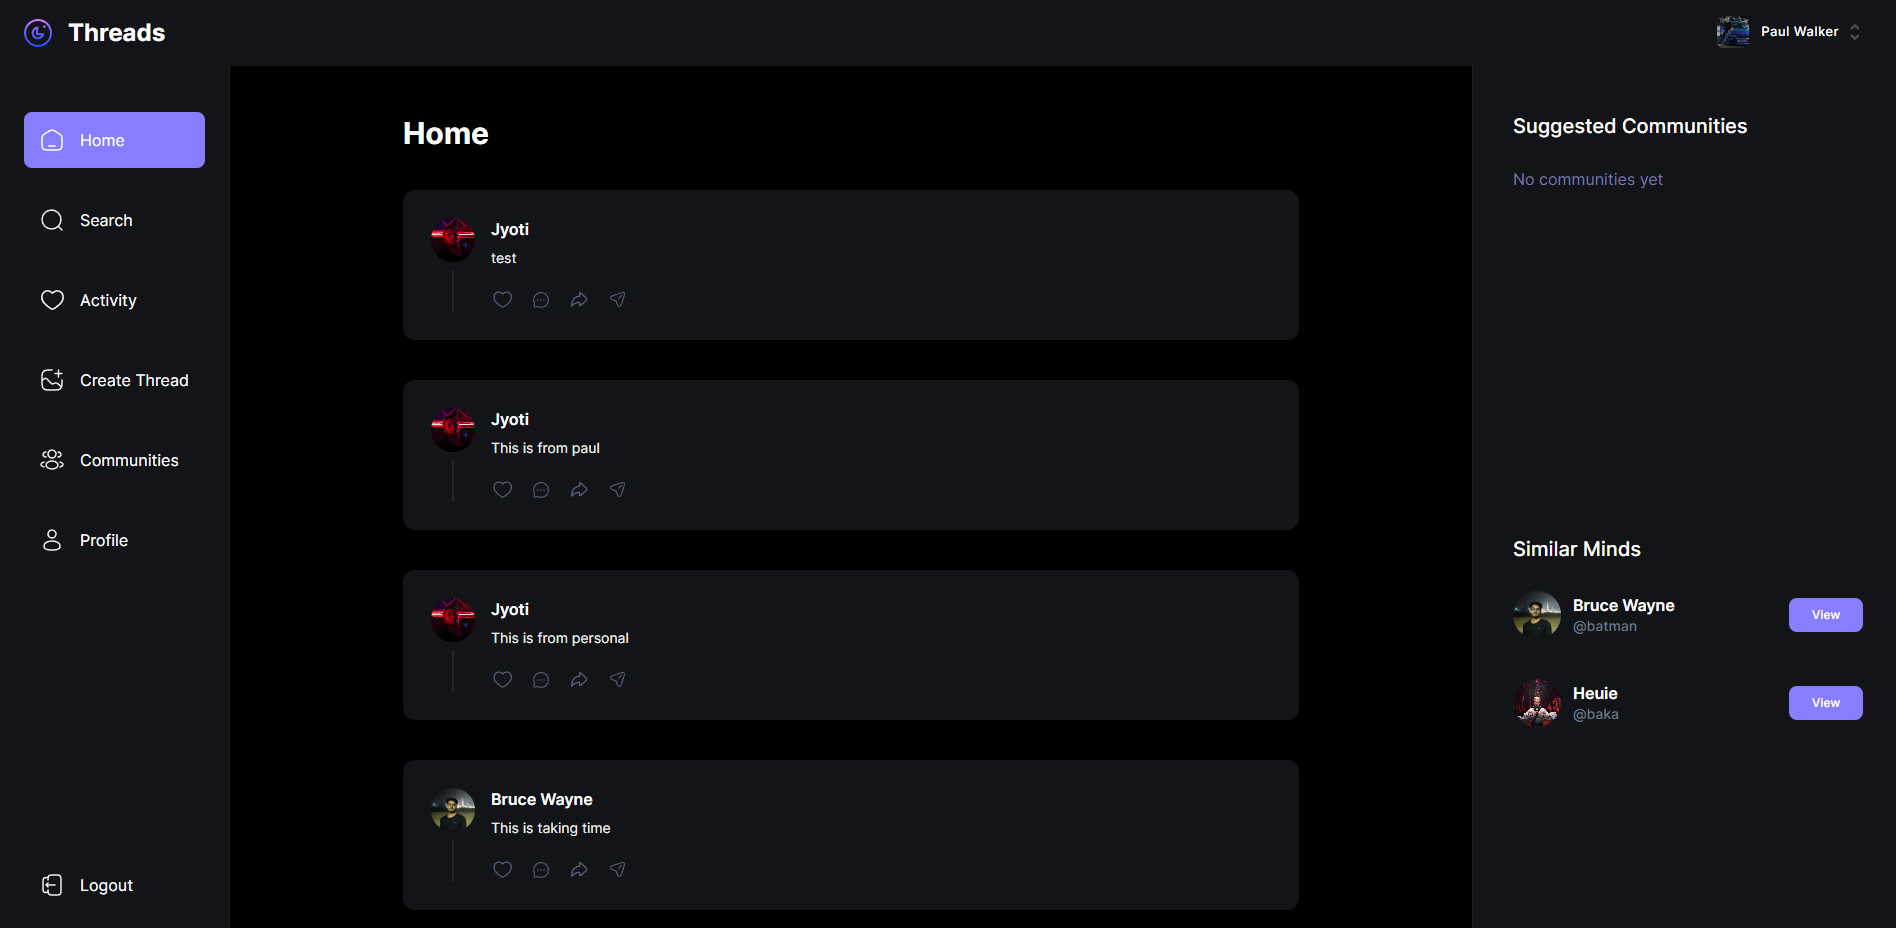 Threads
Paul Walker
Home
Search
Activity
Create Thread
Communities
Profile
Logout
Home
Jyoti
test
Jyoti
This is from paul
Jyoti
This is from personal
Bruce Wayne
This is taking time
Suggested Communities
No communities yet
Similar Minds
Bruce Wayne
@batman
View
Heuie
@baka
View